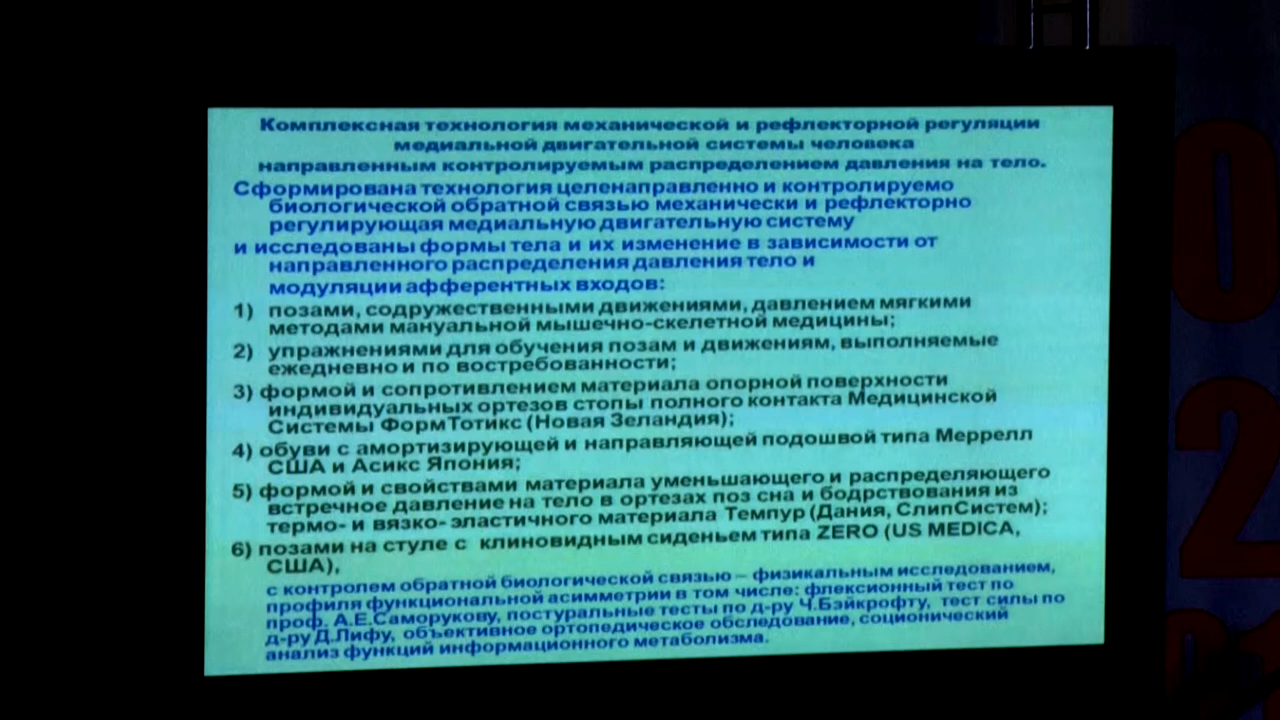 Комплексная технология механической и рефлекторной регуляции
медиальной двигательной системы человека
направленным контролируемым распределением давления на тело.
Сформирована технология целенаправленно и контролируемо
биологической обратной связью механически и рефлекторно
регулирующая медиальную двигательную систему
и исследованы формы тела и их изменение в зависимости от
направленного распределения давления тело и
модуляции афферентных входов:
1) позами, содружественными движениями, давлением мягкими
методами мануальной мышечно-скелетной медицины;
2) упражнениями для обучения позам и движениям, выполняемые
ежедневно и по востребованности;
3) формой и сопротивлением материала опорной поверхности
индивидуальных ортезов стопы полного контакта Медицинской
Системы ФормТотикс (Новая Зеландия);
4) обуви с амортизирующей и направляющей подошвой типа Меррелл
США и Асикс Япония;
5) формой и свойствами материала уменьшающего и распределяющего
встречное давление на тело в ортезах поз сна и бодрствования из
термо- и вязко- эластичного материала Темпур (Дания, СлипСистем);
6) позами на стуле с клиновидным сиденьем типа ZERO (US MEDICA,
США),
с контролем обратной биологической связью – физикальным исследованием,
профиля функциональной асимметрии в том числе: флексионный тест по
проф. А.Е.Саморукову, постуральные тесты по д-ру Ч.Бэйкрофту, тест силы по
д-ру Д.Лифу, объективное ортопедическое обследование, соционический
анализ функций информационного метаболизма.
0
2
01